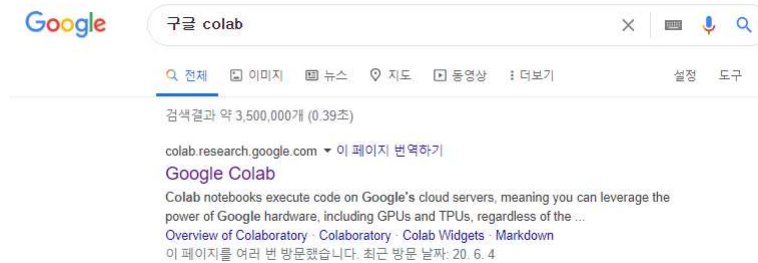 Google
구글 colab
전체 이미지 뉴스 지도 동영상 더보기 설정 도구
검색결과 약 3,500,000개 (0.39초)
colab.research.google.com ▼ 이 페이지 번역하기
Google Colab
Colab notebooks execute code on Google's cloud servers, meaning you can leverage the
power of Google hardware, including GPUs and TPUs, regardless of the ...
Overview of Colaboratory · Colaboratory · Colab Widgets · Markdown
이 페이지를 여러 번 방문했습니다. 최근 방문 날짜: 20. 6. 4